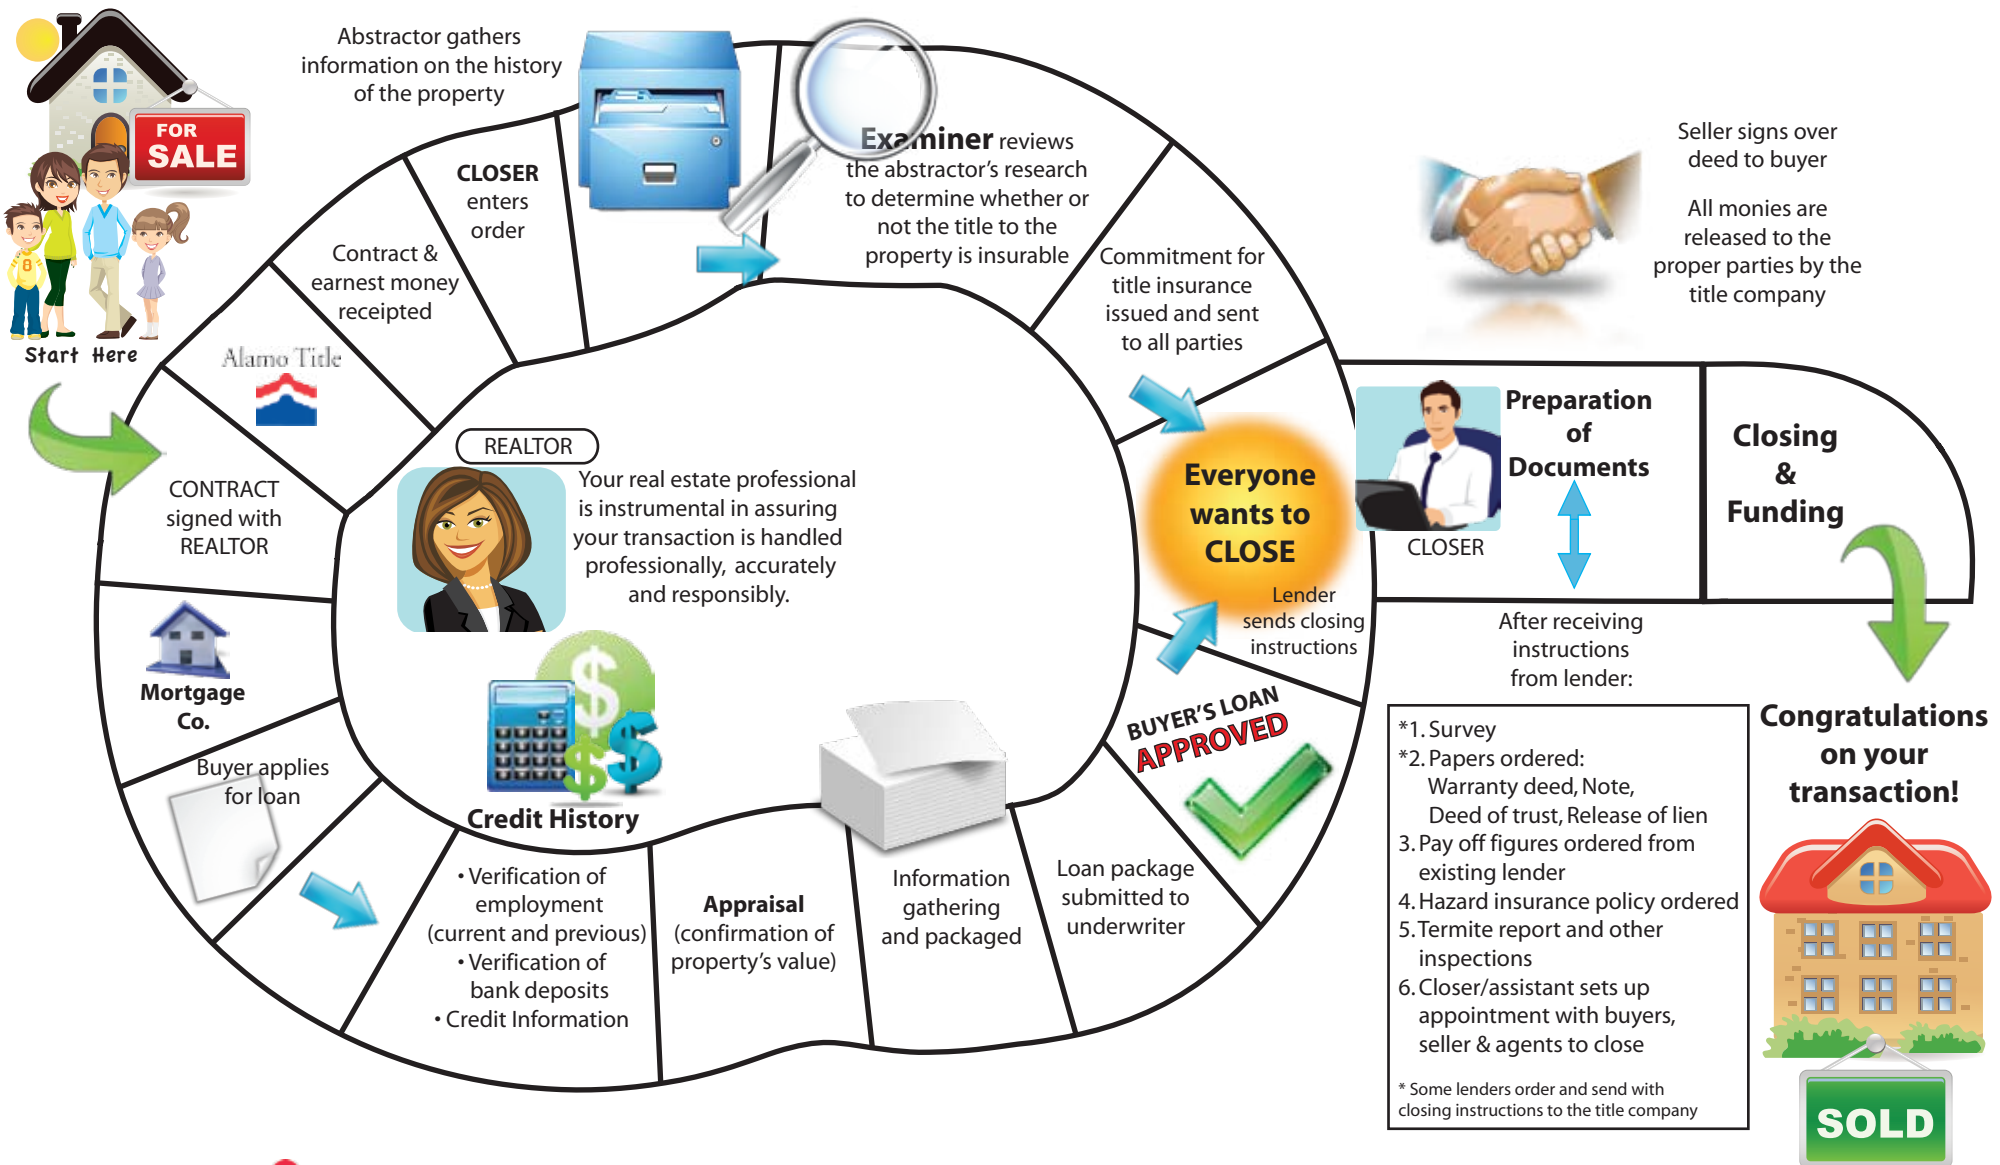 FOR
SALE
Start Here
CONTRACT
signed with
REALTOR
Alamo Title
Contract &
earnest money
receipted
CLOSER
enters
order
Abstractor gathers
information on the history
of the property
Examiner reviews
the abstractor's research
to determine whether or
not the title to the
property is insurable
Commitment for
title insurance
issued and sent
to all parties
Mortgage
Co.
Buyer applies
for loan
Credit History
• Verification of
employment
(current and previous)
• Verification of
bank deposits
• Credit Information
Appraisal
(confirmation of
property's value)
Information
gathering
and packaged
Loan package
submitted to
underwriter
BUYER'S LOAN
APPROVED
Lender
sends closing
instructions
Everyone
wants to
CLOSE
REALTOR
Your real estate professional
is instrumental in assuring
your transaction is handled
professionally, accurately
and responsibly.
CLOSER
Preparation
of
Documents
After receiving
instructions
from lender:
*1. Survey
*2. Papers ordered:
Warranty deed, Note,
Deed of trust, Release of lien
3. Pay off figures ordered from
existing lender
4. Hazard insurance policy ordered
5. Termite report and other
inspections
6. Closer/assistant sets up
appointment with buyers,
seller & agents to close
* Some lenders order and send with
closing instructions to the title company
Seller signs over
deed to buyer
All monies are
released to the
proper parties by the
title company
Closing
&
Funding
Congratulations
on your
transaction!
SOLD
8